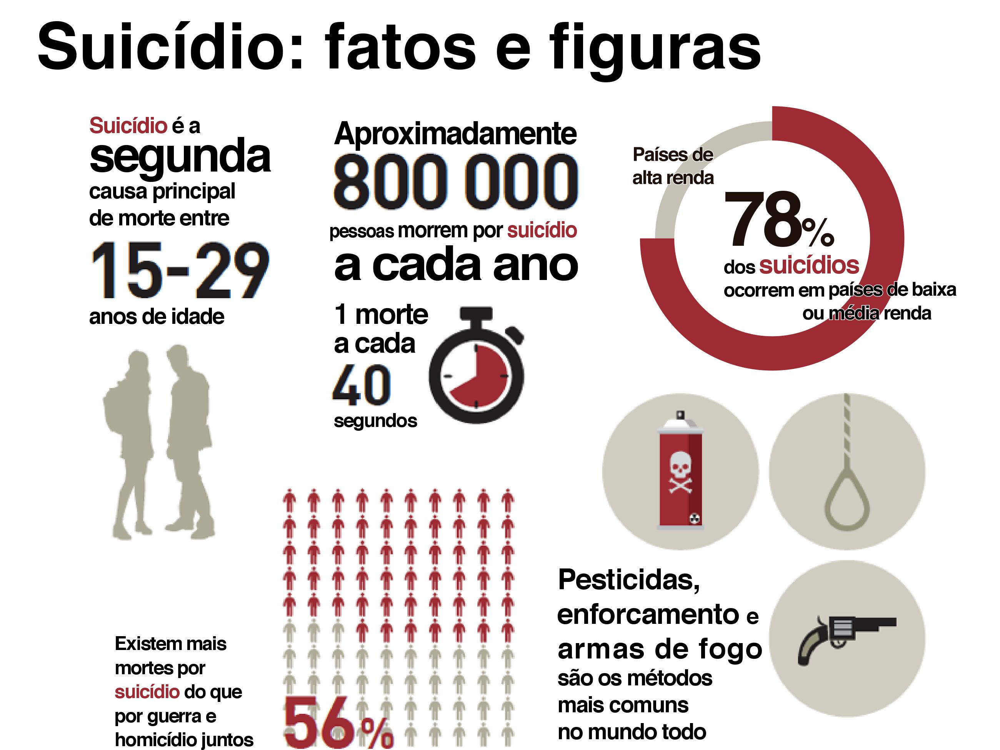 Suicídio: fatos e figuras
Suicídio é a
segunda
causa principal
de morte entre
15-29
anos de idade
Aproximadamente
800 000
pessoas morrem por suicídio
a cada ano
1 morte
a cada
40
segundos
Países de
alta renda
78%
dos suicídios
ocorrem em países de baixa
ou média renda
Existem mais
mortes por
suicídio do que
por guerra e
homicídio juntos
56%
Pesticidas,
enforcamento e
armas de fogo
são os métodos
mais comuns
no mundo todo